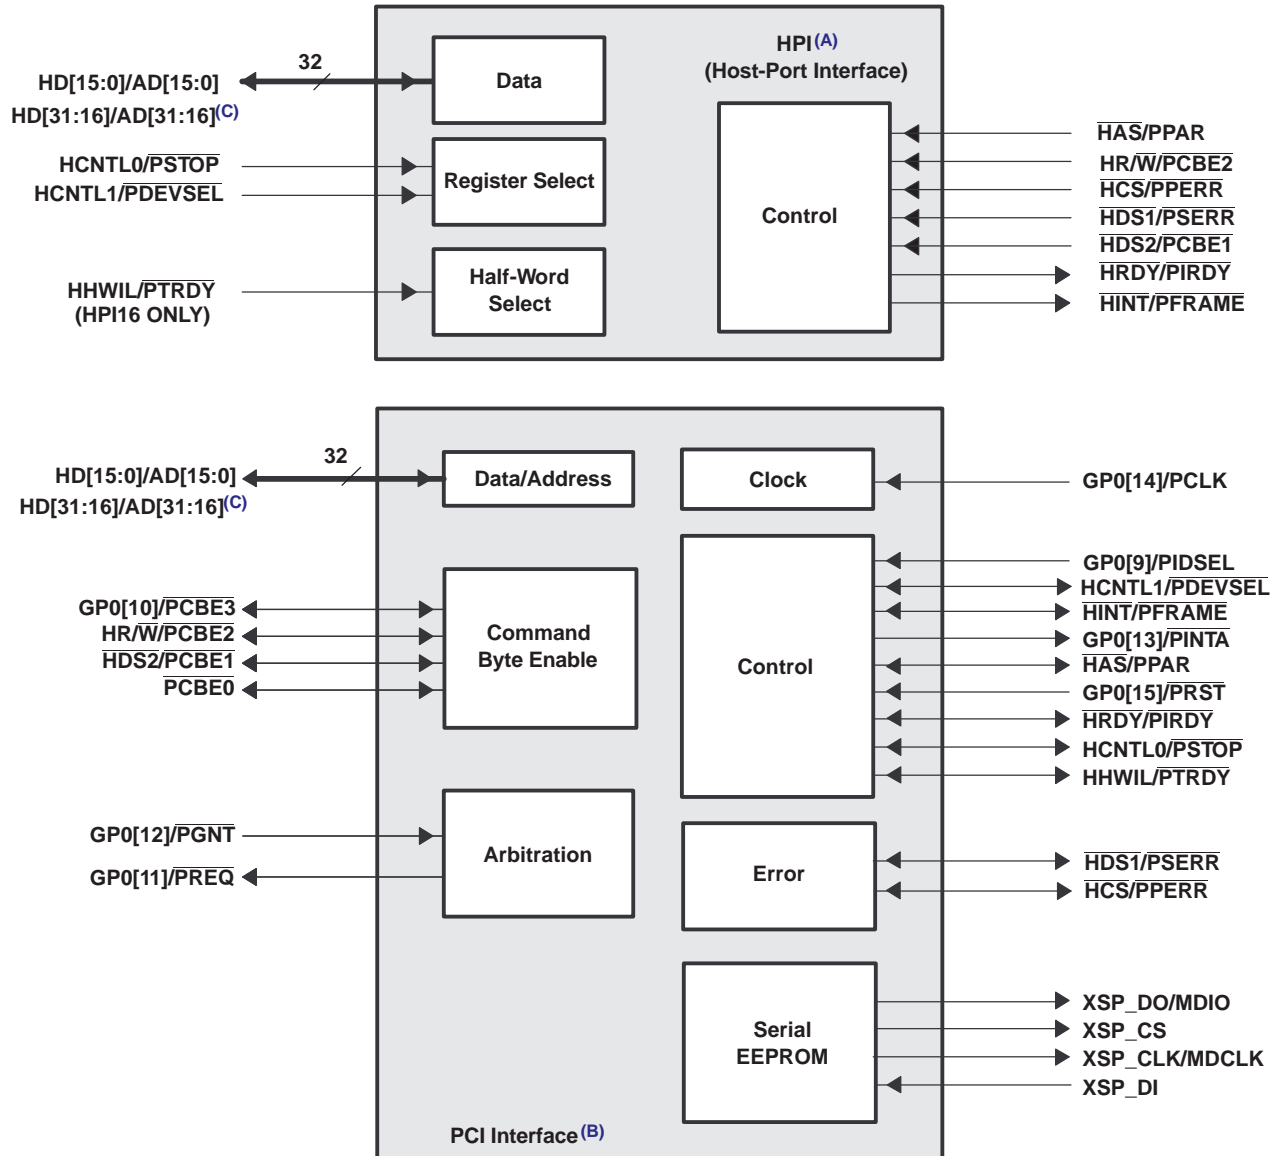 HPI(A)
(Host-Port Interface)
32
HD[15:0]/AD[15:0]
HD[31:16]/AD[31:16](C)
Data
HCNTL0/PSTOP
HCNTL1/PDEVSEL
Register Select
HHWIL/PTRDY
(HPI16 ONLY)
Half-Word
Select
Control
HAS/PPAR
HR/W/PCBE2
HCS/PPERR
HDS1/PSERR
HDS2/PCBE1
HRDY/PIRDY
HINT/PFRAME
32
HD[15:0]/AD[15:0]
HD[31:16]/AD[31:16](C)
Data/Address
Clock
GP0[14]/PCLK
GP0[10]/PCBE3
HR/W/PCBE2
HDS2/PCBE1
PCBE0
Command
Byte Enable
Control
GP0[9]/PIDSEL
HCNTL1/PDEVSEL
HINT/PFRAME
GP0[13]/PINTA
HAS/PPAR
GP0[15]/PRST
HRDY/PIRDY
HCNTL0/PSTOP
HHWIL/PTRDY
GP0[12]/PGNT
GP0[11]/PREQ
Arbitration
Error
HDS1/PSERR
HCS/PPERR
Serial
EEPROM
XSP_DO/MDIO
XSP_CS
XSP_CLK/MDCLK
XSP_DI
PCI Interface(B)